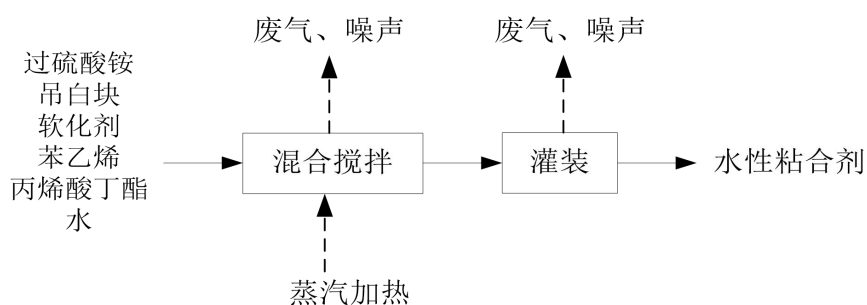 废气、噪声
废气、噪声
过硫酸铵
吊白块
软化剂
苯乙烯
丙烯酸丁酯
水
混合搅拌
灌装
水性粘合剂
蒸汽加热